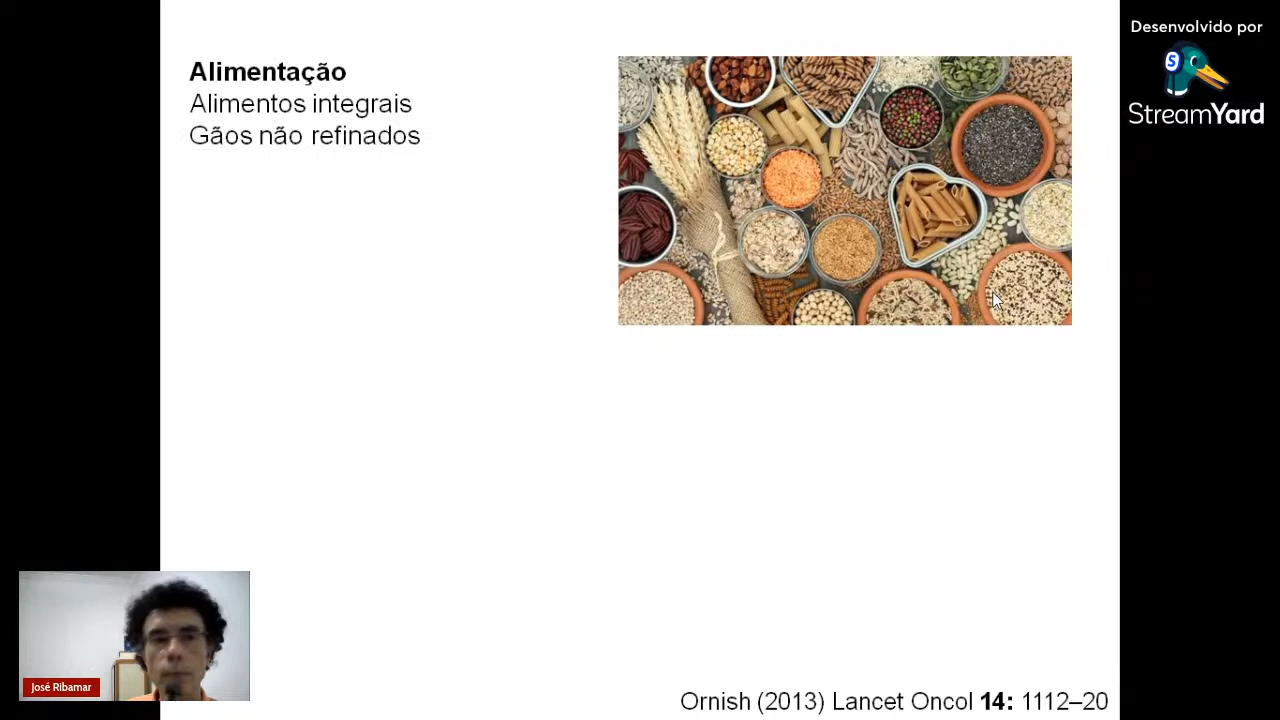 Alimentação
Alimentos integrais
Gãos não refinados
Desenvolvido por
StreamYard
José Ribamar
Ornish (2013) Lancet Oncol 14: 1112–20